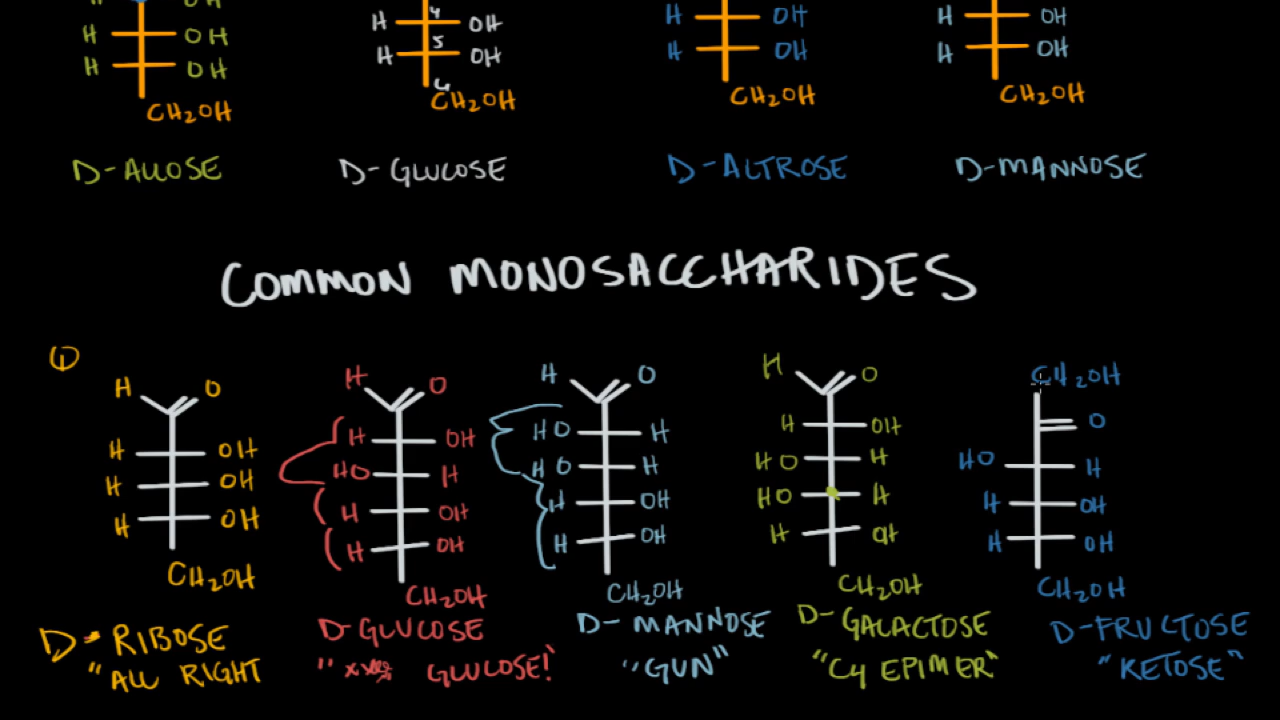 H OH
H OH
CH2OH
4
H OH
5
H OH
6
CH2OH
H OH
H OH
CH2OH
H OH
H OH
CH2OH
D-ALLOSE D-GLUCOSE D-ALTROSE D-MANNOSE
COMMON MONOSACCHARIDES
1
H O
H OH
H OH
H OH
CH2OH
D-RIBOSE
"ALL RIGHT
H O
H OH
HO H
H OH
H OH
CH2OH
D-GLUCOSE
" GLUCOSE!"
H O
HO H
HO H
H OH
H OH
CH2OH
D-MANNOSE
"GUN"
H O
H OH
HO H
HO H
H OH
CH2OH
D-GALACTOSE
"C4 EPIMER"
CH2OH
O
HO H
H OH
H OH
CH2OH
D-FRUCTOSE
"KETOSE"